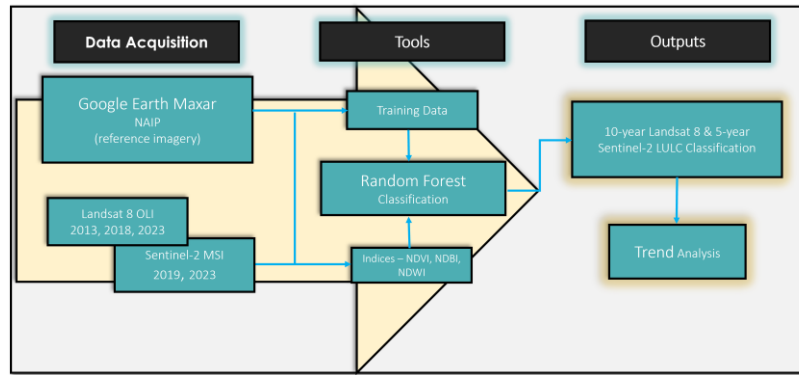 Data Acquisition
Tools
Outputs
Google Earth Maxar
NAIP
(reference imagery)
Landsat 8 OLI
2013, 2018, 2023
Sentinel-2 MSI
2019, 2023
Training Data
Random Forest
Classification
Indices – NDVI, NDBI,
NDWI
10-year Landsat 8 & 5-year
Sentinel-2 LULC Classification
Trend Analysis